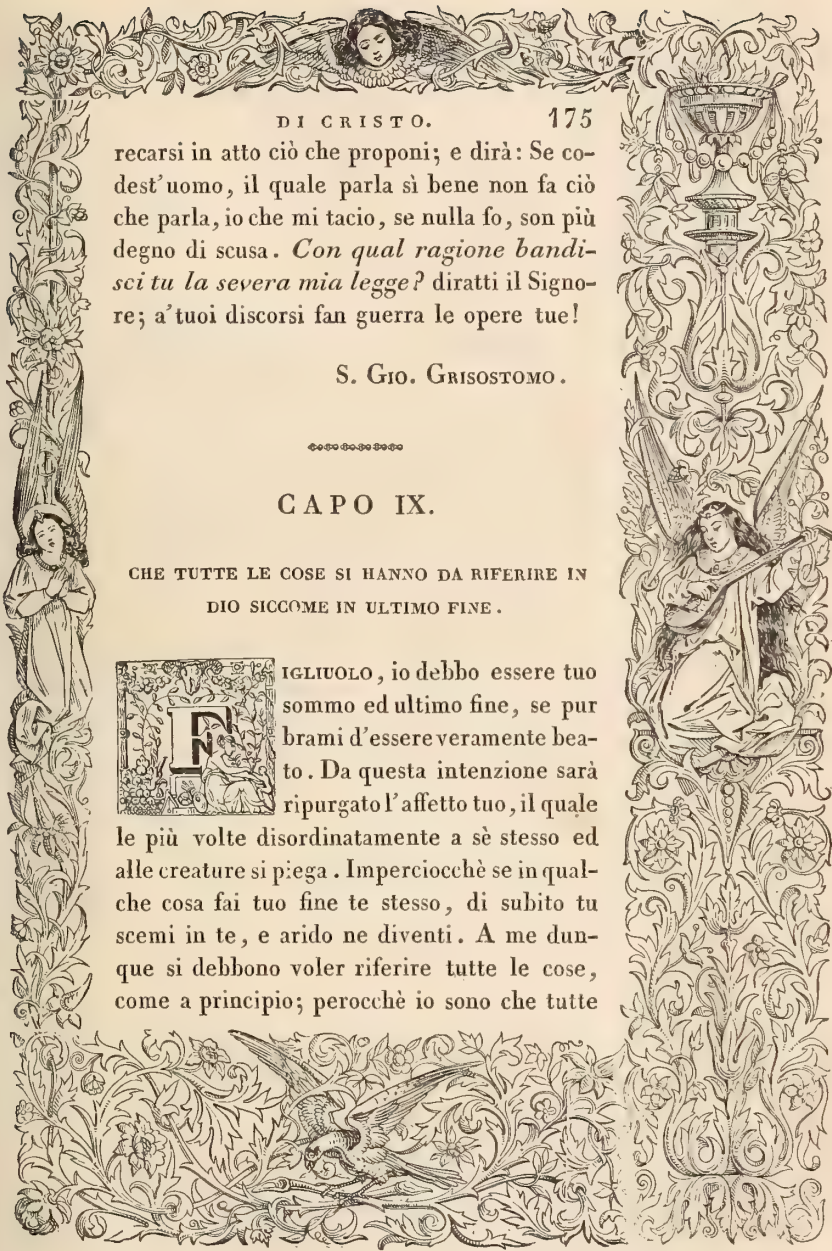 DI CRISTO. 175
recarsi in atto ciò che proponi; e dirà: Se co-
dest'uomo, il quale parla sì bene non fa ciò
che parla, io che mi tacio, se nulla fo, son più
degno di scusa. Con qual ragione bandi-
sci tu la severa mia legge? diratti il Signo-
re; a'tuoi discorsi fan guerra le opere tue!
S. GIO. GRISOSTOMO.
CAPO IX.
CHE TUTTE LE COSE SI HANNO DA RIFERIRE IN
DIO SICCOME IN ULTIMO FINE.
FIGLIUOLO, io debbo essere tuo
sommo ed ultimo fine, se pur
brami d'essere veramente bea-
to. Da questa intenzione sarà
ripurgato l'affetto tuo, il quale
le più volte disordinatamente a sè stesso ed
alle creature si piega. Imperciocchè se in qual-
che cosa fai tuo fine te stesso, di subito tu
scemi in te, e arido ne diventi. A me dun-
que si debbono voler riferire tutte le cose,
come a principio; perocchè io sono che tutte